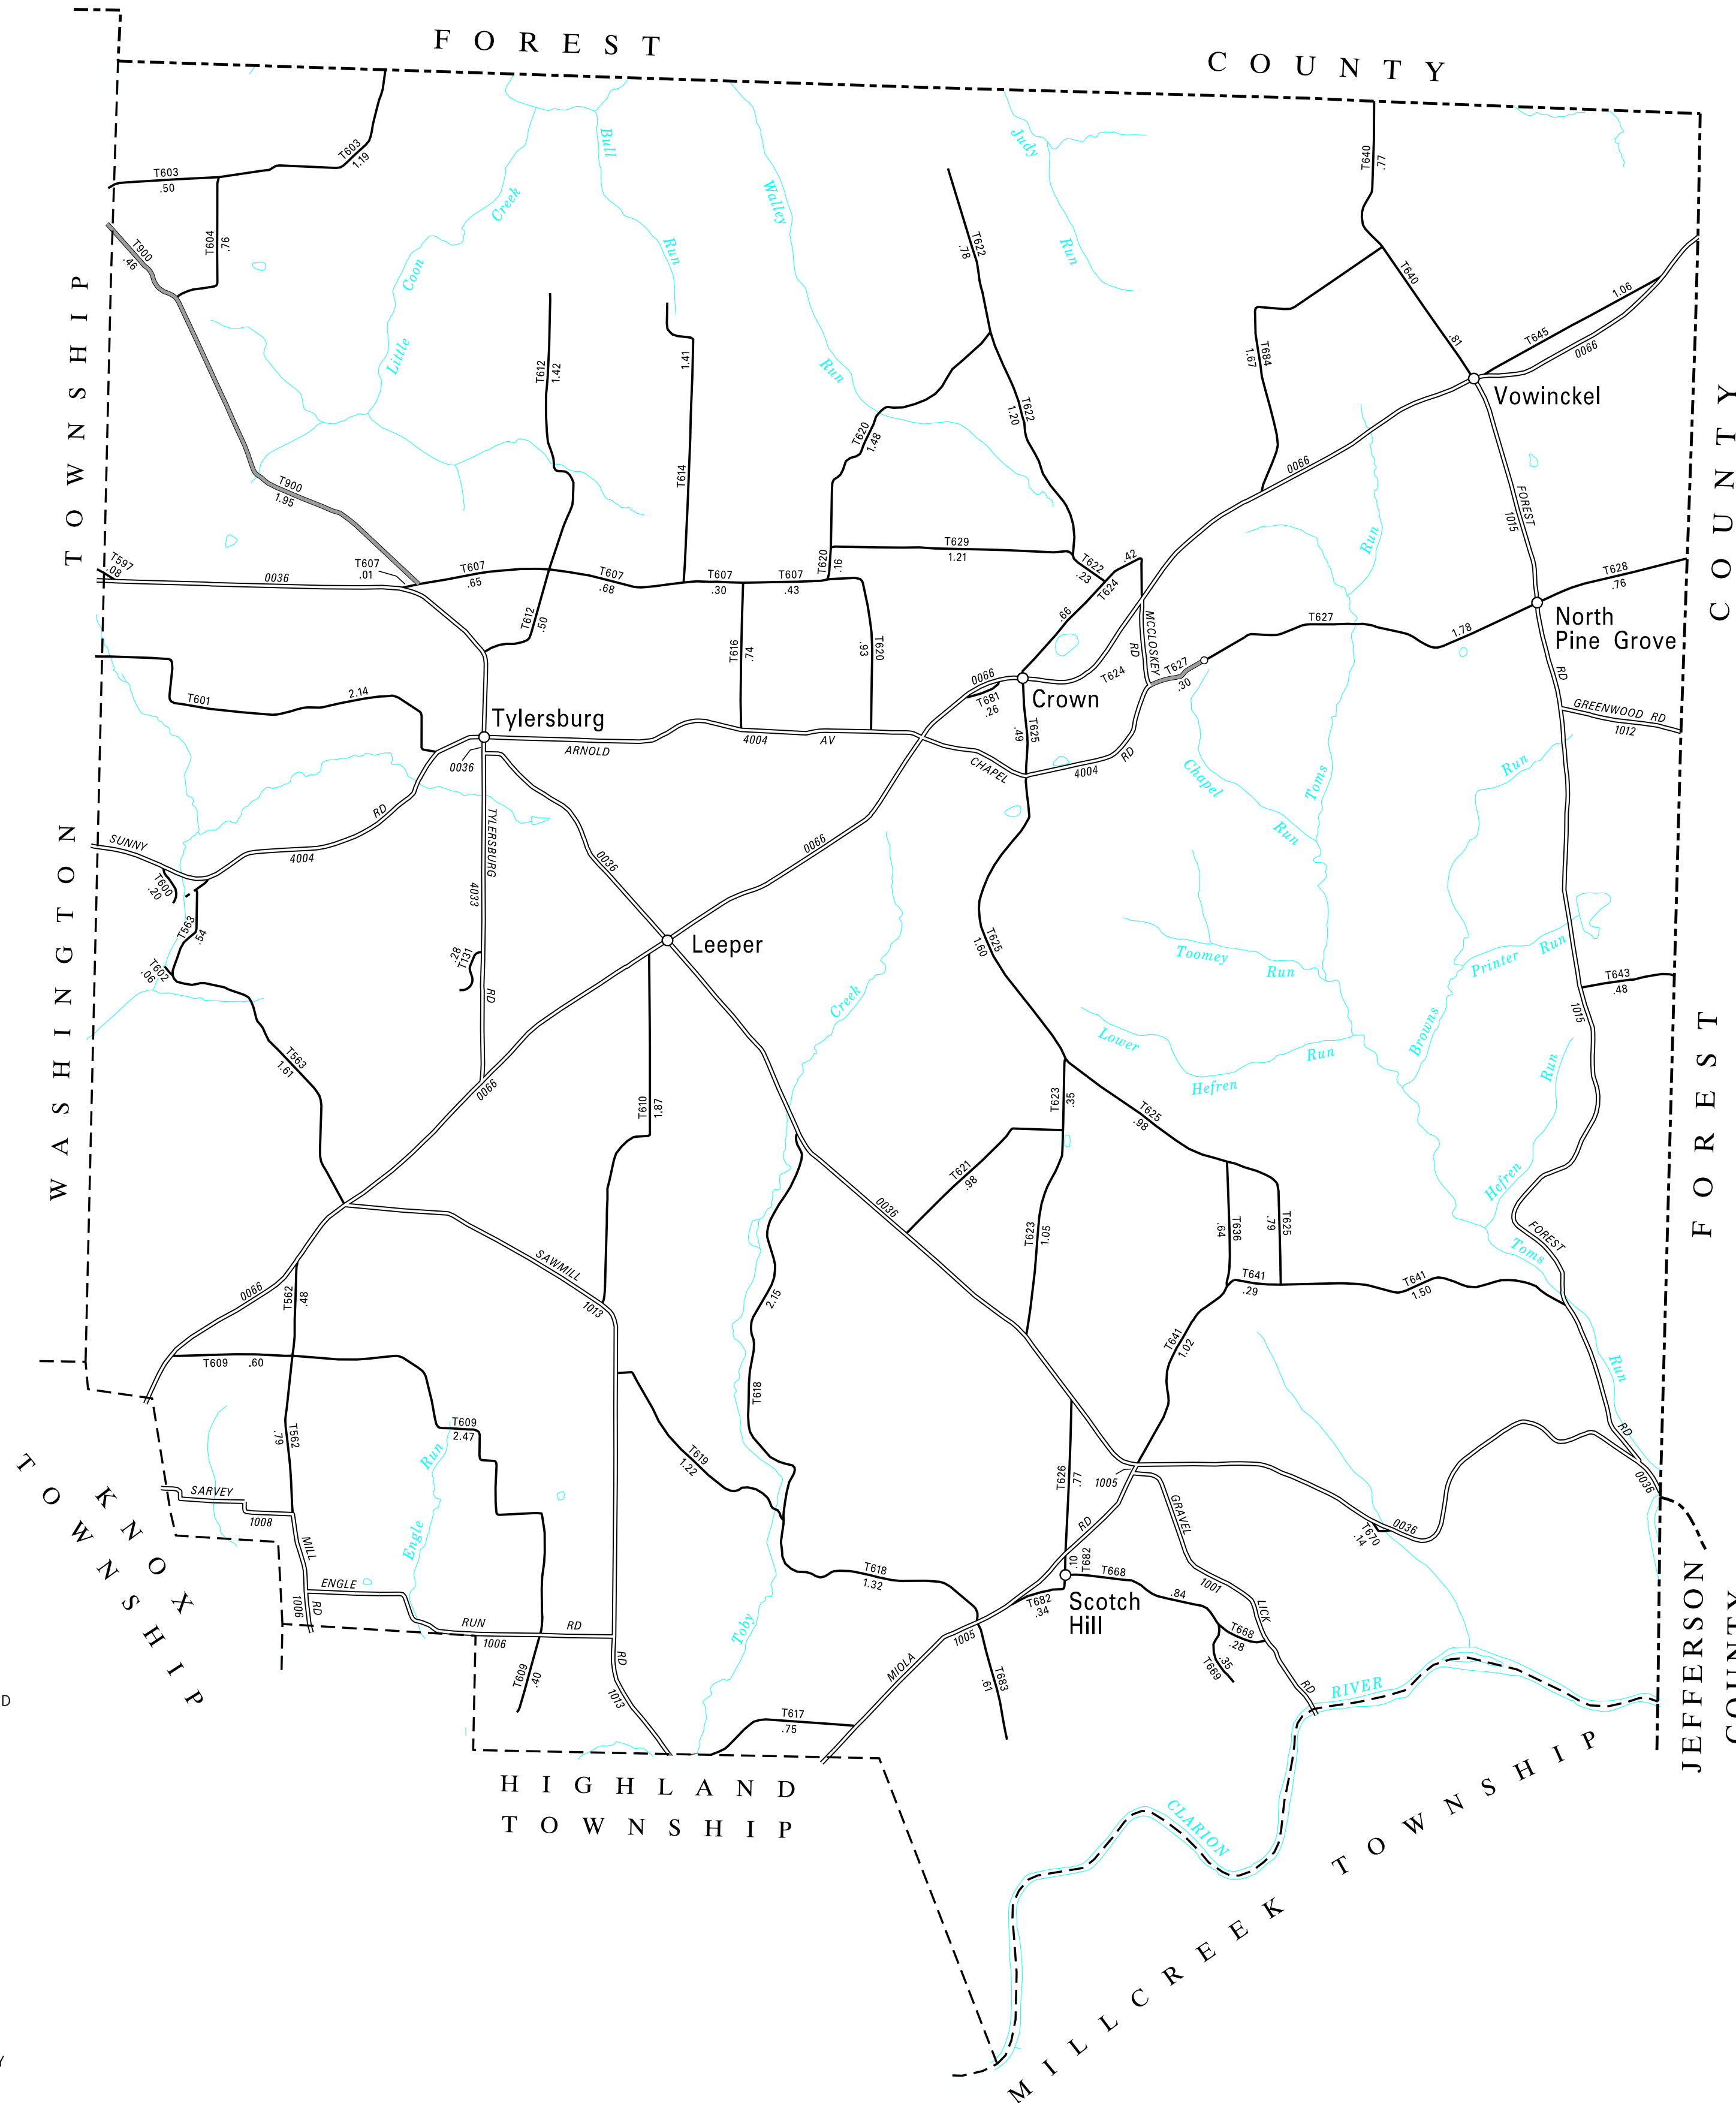 FOREST
COUNTY
T603
1.19
T603
.50
T604
.76
T900
.46
TOWNSHIP
Little
Coon
Creek
Bull
Run
Walley
Run
Judy
Run
T622
.78
T640
.77
T640
.81
1.06
T645
0066
Vowinckel
T684
1.67
T612
1.42
1.41
T614
T620
1.48
T622
1.20
0066
T900
1.95
FOREST
1015
Run
COUNTY
T597
.08
0036
T607
.01
T607
.65
T607
.68
T607
.30
T607
.43
T620
.16
T629
1.21
T622
.23
T624
.42
.66
T628
.76
North
Pine Grove
T612
.50
T616
.74
.93
T620
MCCLOSKEY
RD
T627
.30
T627
1.78
RD
T601
2.14
Tylersburg
0066
T681
.26
Crown
T624
T625
.49
GREENWOOD RD
1012
0036
ARNOLD
4004
AV
CHAPEL
4004
RD
Chapel
Run
Toms
Run
SUNNY
4004
RD
TYLERSBURG
4033
RD
0036
0066
T600
.20
T563
.54
T602
.06
.28
T131
Leeper
T625
1.60
Creek
Toomey
Run
Printer
Run
T643
.48
1015
WASHINGTON
T563
1.61
0066
T610
1.87
Lower
Hefren
Run
Browns
Run
Hefren
T623
.35
T625
.98
FOREST
T621
.98
0036
T623
1.05
T636
.64
T625
.79
FOREST
Toms
Run
RD
0066
T562
.48
SAWMILL
1013
2.15
T641
.29
T641
1.50
T641
1.02
T609
.60
T562
.79
T609
2.47
T618
T619
1.22
Run
Engle
T626
.77
1005
GRAVEL
1001
LICK
RD
T670
.14
0036
0036
SARVEY
1008
MILL
RD
1006
ENGLE
RUN
RD
1006
KNOX
TOWNSHIP
T618
1.32
RD
.10
T682
T668
.84
T682
.34
Scotch
Hill
T668
.28
.35
T669
T609
.40
RD
1013
Toby
T617
.75
MIOLA
1005
T683
.61
RIVER
CLARION
JEFFERSON
COUNTY
HIGHLAND
TOWNSHIP
MILLCREEK TOWNSHIP
D
Y